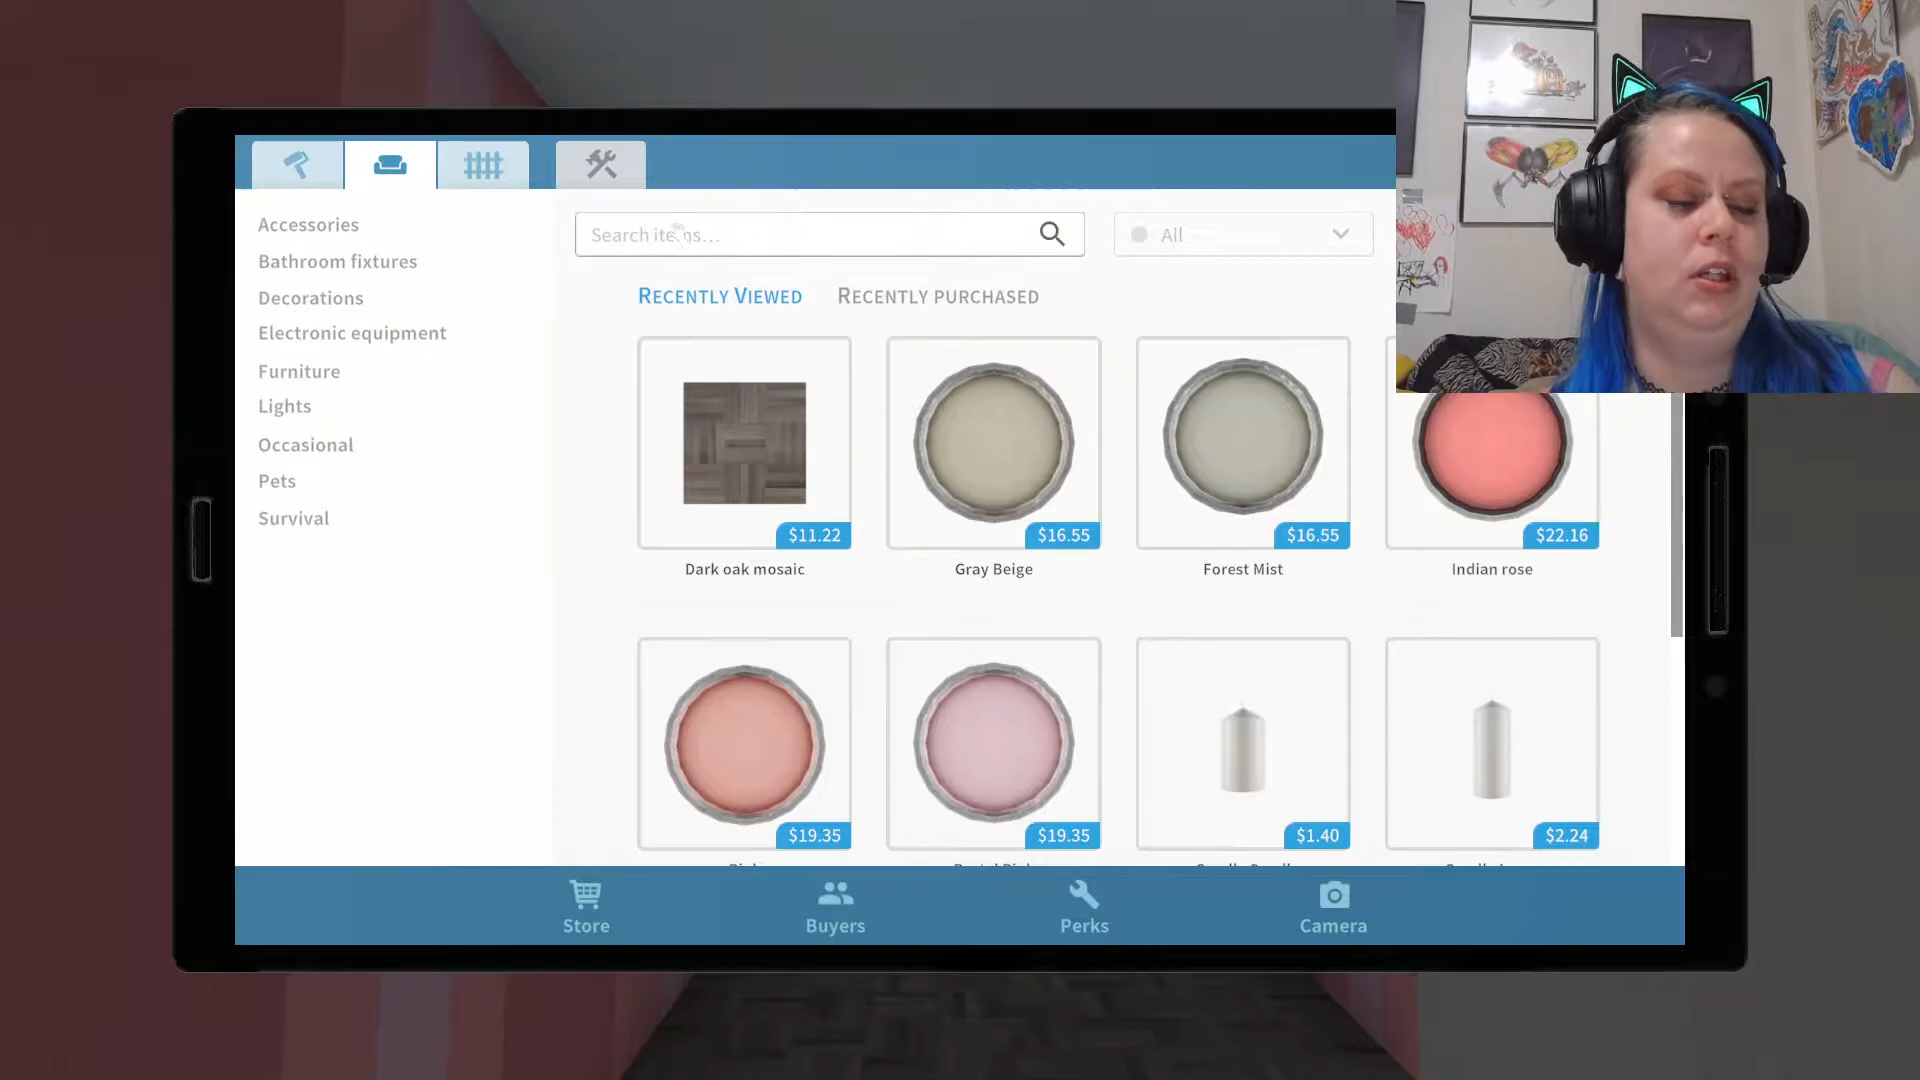 Search items...
All
Accessories
Bathroom fixtures
Decorations
Electronic equipment
Furniture
Lights
Occasional
Pets
Survival
RECENTLY VIEWED
RECENTLY PURCHASED
$11.22
$16.55
$16.55
$22.16
Dark oak mosaic
Gray Beige
Forest Mist
Indian rose
$19.35
$19.35
$1.40
$2.24
Store
Buyers
Perks
Camera